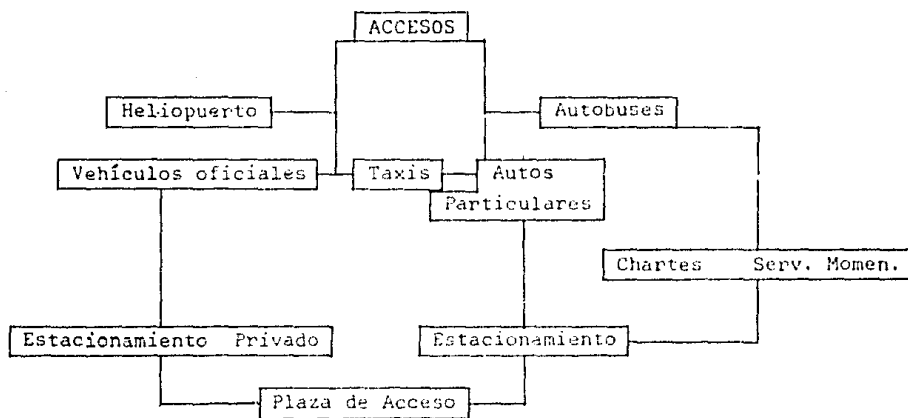 ACCESOS
Heliopuerto
Autobuses
Vehículos oficiales
Taxis
Autos
Particulares
Chartes Serv. Momen.
Estacionamiento Privado
Estacionamiento
Plaza de Acceso